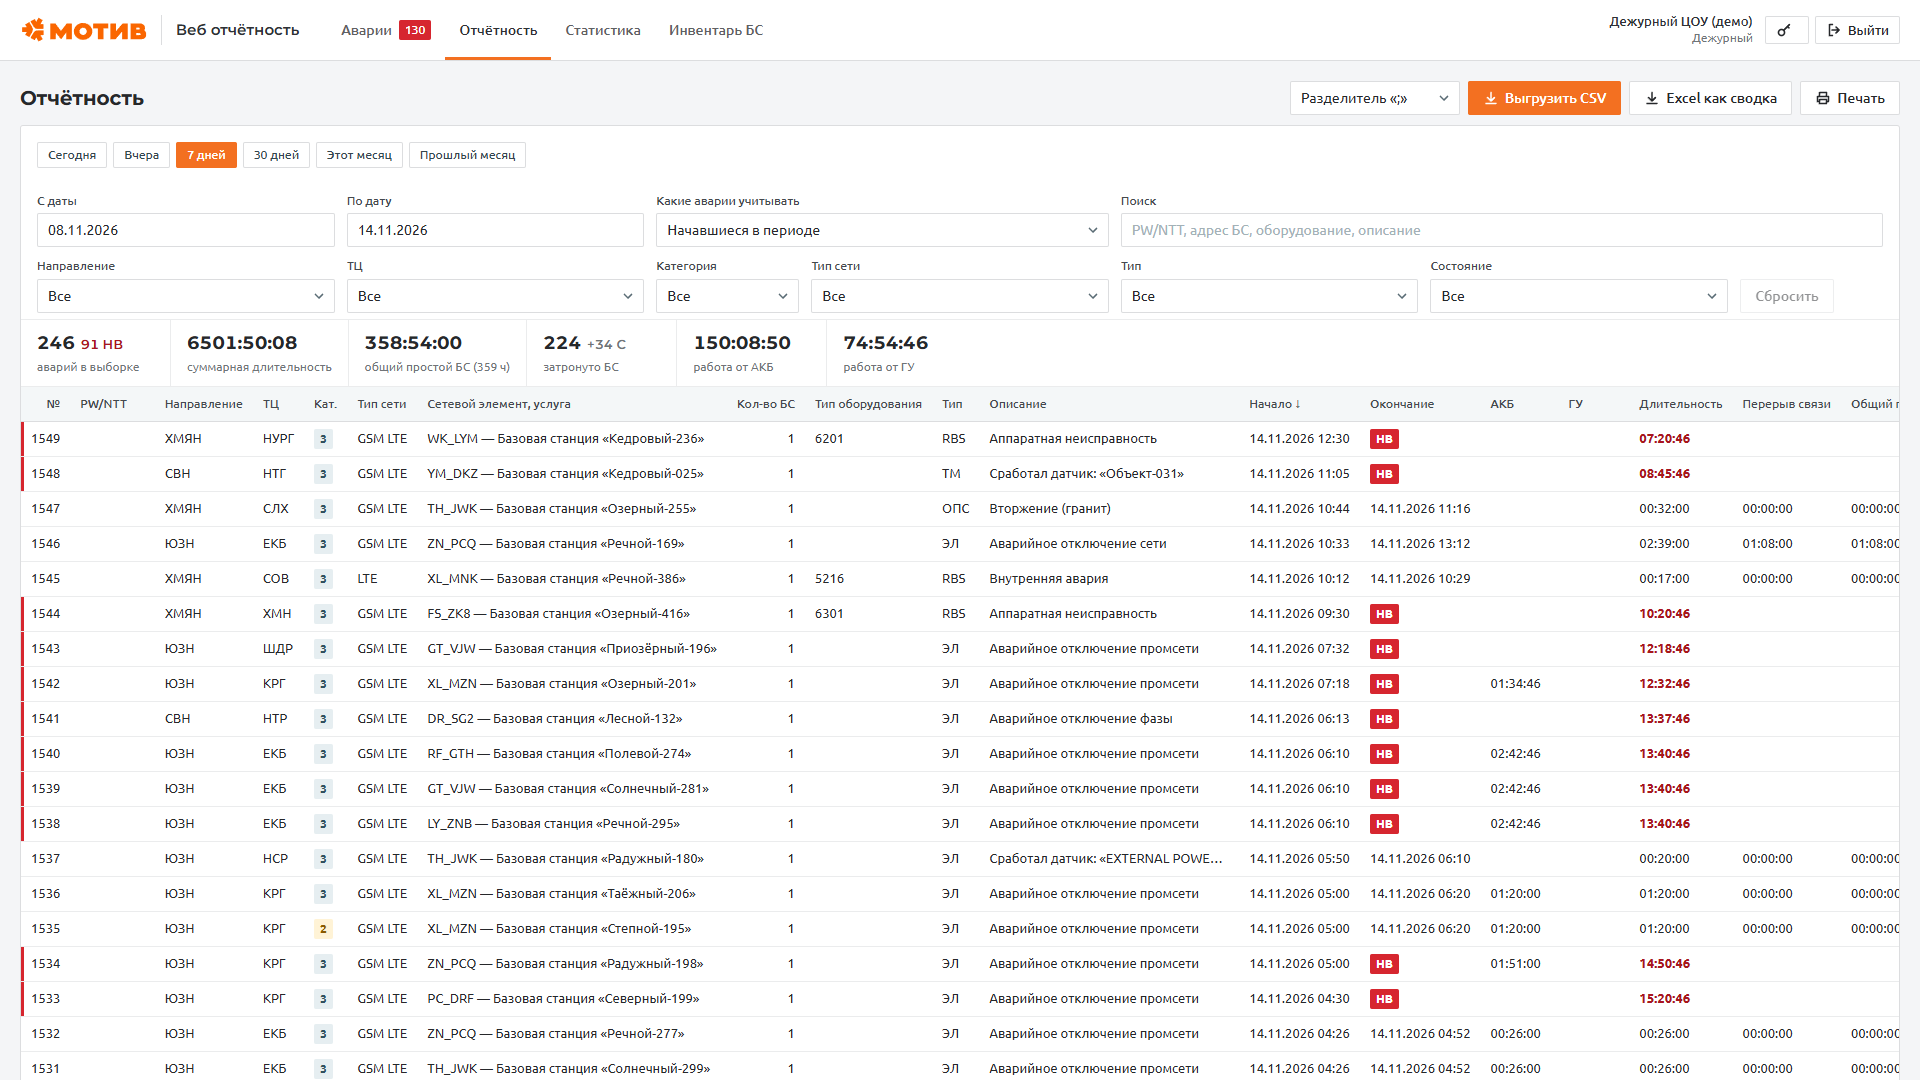 МОТИВ Веб отчётность Аварии 130 Отчётность Статистика Инвентарь БС Дежурный ЦОУ (демо) Дежурный Выйти
Отчётность Разделитель «;» Выгрузить CSV Excel как сводка Печать
Сегодня Вчера 7 дней 30 дней Этот месяц Прошлый месяц
С даты По дату Какие аварии учитывать Поиск
08.11.2026 14.11.2026 Начавшиеся в периоде PW/NTT, адрес БС, оборудование, описание
Направление ТЦ Категория Тип сети Тип Состояние
Все Все Все Все Все Все Сбросить
246 91 НВ 6501:50:08 358:54:00 224 +34 С 150:08:50 74:54:46
аварий в выборке суммарная длительность общий простой БС (359 ч) затронуто БС работа от АКБ работа от ГУ
№ PW/NTT Направление ТЦ Кат. Тип сети Сетевой элемент, услуга Кол-во БС Тип оборудования Тип Описание Начало ↓ Окончание АКБ ГУ Длительность Перерыв связи Общий
1549 ХМЯН НУРГ 3 GSM LTE WK_LYM — Базовая станция «Кедровый-236» 1 6201 RBS Аппаратная неисправность 14.11.2026 12:30 НВ 07:20:46
1548 СВН НТГ 3 GSM LTE YM_DKZ — Базовая станция «Кедровый-025» 1 ТМ Сработал датчик: «Объект-031» 14.11.2026 11:05 НВ 08:45:46
1547 ХМЯН СЛХ 3 GSM LTE TH_JWK — Базовая станция «Озерный-255» 1 ОПС Вторжение (гранит) 14.11.2026 10:44 14.11.2026 11:16 00:32:00 00:00:00 00:00:00
1546 ЮЗН ЕКБ 3 GSM LTE ZN_PCQ — Базовая станция «Речной-169» 1 ЭЛ Аварийное отключение сети 14.11.2026 10:33 14.11.2026 13:12 02:39:00 01:08:00 01:08:00
1545 ХМЯН СОВ 3 LTE XL_MNK — Базовая станция «Речной-386» 1 5216 RBS Внутренняя авария 14.11.2026 10:12 14.11.2026 10:29 00:17:00 00:00:00 00:00:00
1544 ХМЯН ХМН 3 GSM LTE FS_ZK8 — Базовая станция «Озерный-416» 1 6301 RBS Аппаратная неисправность 14.11.2026 09:30 НВ 10:20:46
1543 ЮЗН ШДР 3 GSM LTE GT_VJW — Базовая станция «Приозёрный-196» 1 ЭЛ Аварийное отключение промсети 14.11.2026 07:32 НВ 12:18:46
1542 ЮЗН КРГ 3 GSM LTE XL_MZN — Базовая станция «Озерный-201» 1 ЭЛ Аварийное отключение промсети 14.11.2026 07:18 НВ 01:34:46 12:32:46
1541 СВН НТР 3 GSM LTE DR_SG2 — Базовая станция «Лесной-132» 1 ЭЛ Аварийное отключение фазы 14.11.2026 06:13 НВ 13:37:46
1540 ЮЗН ЕКБ 3 GSM LTE RF_GTH — Базовая станция «Полевой-274» 1 ЭЛ Аварийное отключение промсети 14.11.2026 06:10 НВ 02:42:46 13:40:46
1539 ЮЗН ЕКБ 3 GSM LTE GT_VJW — Базовая станция «Солнечный-281» 1 ЭЛ Аварийное отключение промсети 14.11.2026 06:10 НВ 02:42:46 13:40:46
1538 ЮЗН ЕКБ 3 GSM LTE LY_ZNB — Базовая станция «Речной-295» 1 ЭЛ Аварийное отключение промсети 14.11.2026 06:10 НВ 02:42:46 13:40:46
1537 ЮЗН НСР 3 GSM LTE TH_JWK — Базовая станция «Радужный-180» 1 ЭЛ Сработал датчик: «EXTERNAL POWE... 14.11.2026 05:50 14.11.2026 06:10 00:20:00 00:00:00 00:00:00
1536 ЮЗН КРГ 3 GSM LTE XL_MZN — Базовая станция «Таёжный-206» 1 ЭЛ Аварийное отключение промсети 14.11.2026 05:00 14.11.2026 06:20 01:20:00 01:20:00 00:00:00 00:00:00
1535 ЮЗН КРГ 2 GSM LTE XL_MZN — Базовая станция «Степной-195» 1 ЭЛ Аварийное отключение промсети 14.11.2026 05:00 14.11.2026 06:20 01:20:00 01:20:00 00:00:00 00:00:00
1534 ЮЗН КРГ 3 GSM LTE ZN_PCQ — Базовая станция «Радужный-198» 1 ЭЛ Аварийное отключение промсети 14.11.2026 05:00 НВ 01:51:00 14:50:46
1533 ЮЗН КРГ 3 GSM LTE PC_DRF — Базовая станция «Северный-199» 1 ЭЛ Аварийное отключение промсети 14.11.2026 04:30 НВ 15:20:46
1532 ЮЗН ЕКБ 3 GSM LTE ZN_PCQ — Базовая станция «Речной-277» 1 ЭЛ Аварийное отключение промсети 14.11.2026 04:26 14.11.2026 04:52 00:26:00 00:26:00 00:00:00 00:00:00
1531 ЮЗН ЕКБ 3 GSM LTE TH_JWK — Базовая станция «Солнечный-299» 1 ЭЛ Аварийное отключение промсети 14.11.2026 04:26 14.11.2026 04:52 00:26:00 00:26:00 00:00:00 00:00:00